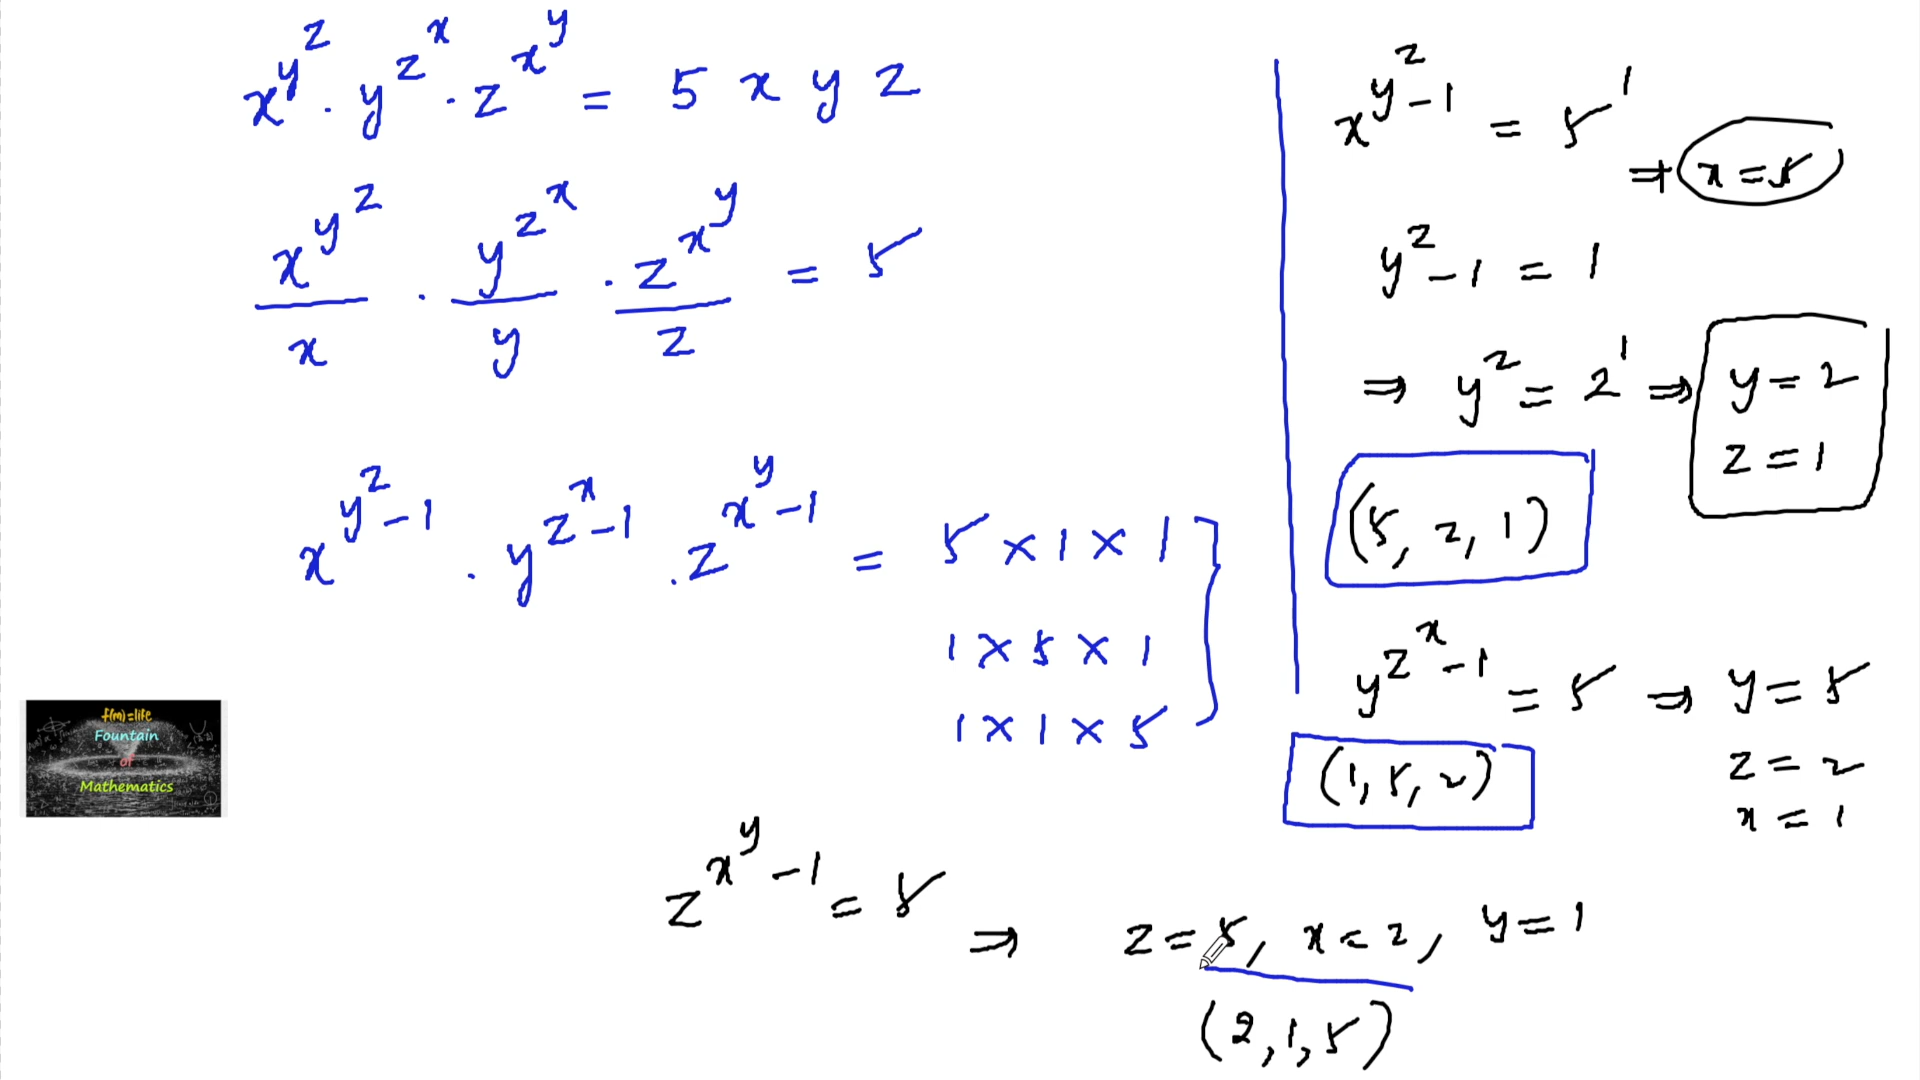 x^{y^z} . y^{z^x} . z^{x^y} = 5 x y z
x^{y^z}/x . y^{z^x}/y . z^{x^y}/z = 5
x^{y^z-1} . y^{z^x-1} . z^{x^y-1} = 5 × 1 × 1
1 × 5 × 1
1 × 1 × 5
z^{x^y-1} = 5
⇒ z = 5, x = 2, y = 1
(2, 1, 5)
x^{y^z-1} = 5^1
⇒ x = 5
y^z - 1 = 1
⇒ y^z = 2^1 ⇒ y = 2
z = 1
(5, 2, 1)
y^{z^x-1} = 5 ⇒ y = 5
z = 2
x = 1
(1, 5, 2)
f(m)=life
Fountain
of
Mathematics